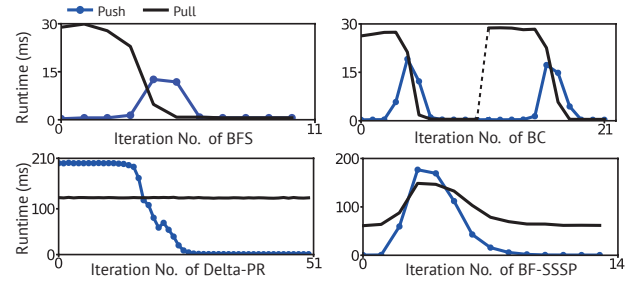 Push Pull
Runtime (ms)
30
15
0
0
11
Iteration No. of BFS
30
15
0
0
21
Iteration No. of BC
Runtime (ms)
210
100
0
0
51
Iteration No. of Delta-PR
200
100
0
0
14
Iteration No. of BF-SSSP